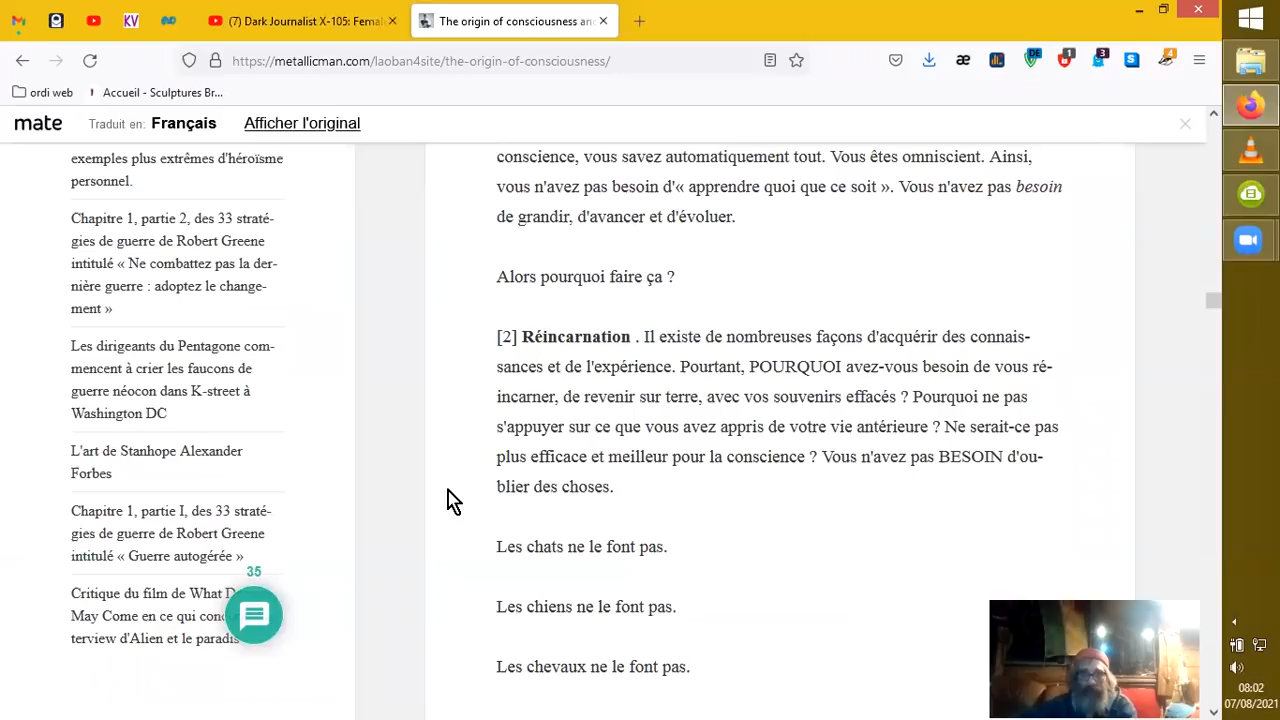 (7) Dark Journalist X-105: Fema
The origin of consciousness an
https://metallicman.com/laoban4site/the-origin-of-consciousness/
ordi web
Accueil - Sculptures Br...
mate
Traduit en: Français
Afficher l'original
exemples plus extrêmes d'héroïsme
personnel.
Chapitre 1, partie 2, des 33 straté-
gies de guerre de Robert Greene
intitulé « Ne combattez pas la der-
nière guerre : adoptez le change-
ment »
Les dirigeants du Pentagone com-
mencent à crier les faucons de
guerre néocon dans K-street à
Washington DC
L'art de Stanhope Alexander
Forbes
Chapitre 1, partie I, des 33 straté-
gies de guerre de Robert Greene
intitulé « Guerre autogérée »
35
Critique du film de What D
May Come en ce qui conc
terview d'Alien et le paradis
conscience, vous savez automatiquement tout. Vous êtes omniscient. Ainsi,
vous n'avez pas besoin d'« apprendre quoi que ce soit ». Vous n'avez pas besoin
de grandir, d'avancer et d'évoluer.
Alors pourquoi faire ça ?
[2] Réincarnation . Il existe de nombreuses façons d'acquérir des connais-
sances et de l'expérience. Pourtant, POURQUOI avez-vous besoin de vous ré-
incarner, de revenir sur terre, avec vos souvenirs effacés ? Pourquoi ne pas
s'appuyer sur ce que vous avez appris de votre vie antérieure ? Ne serait-ce pas
plus efficace et meilleur pour la conscience ? Vous n'avez pas BESOIN d'ou-
blier des choses.
Les chats ne le font pas.
Les chiens ne le font pas.
Les chevaux ne le font pas.
KV
DE
æ
1
3
4
08:02
07/08/2021